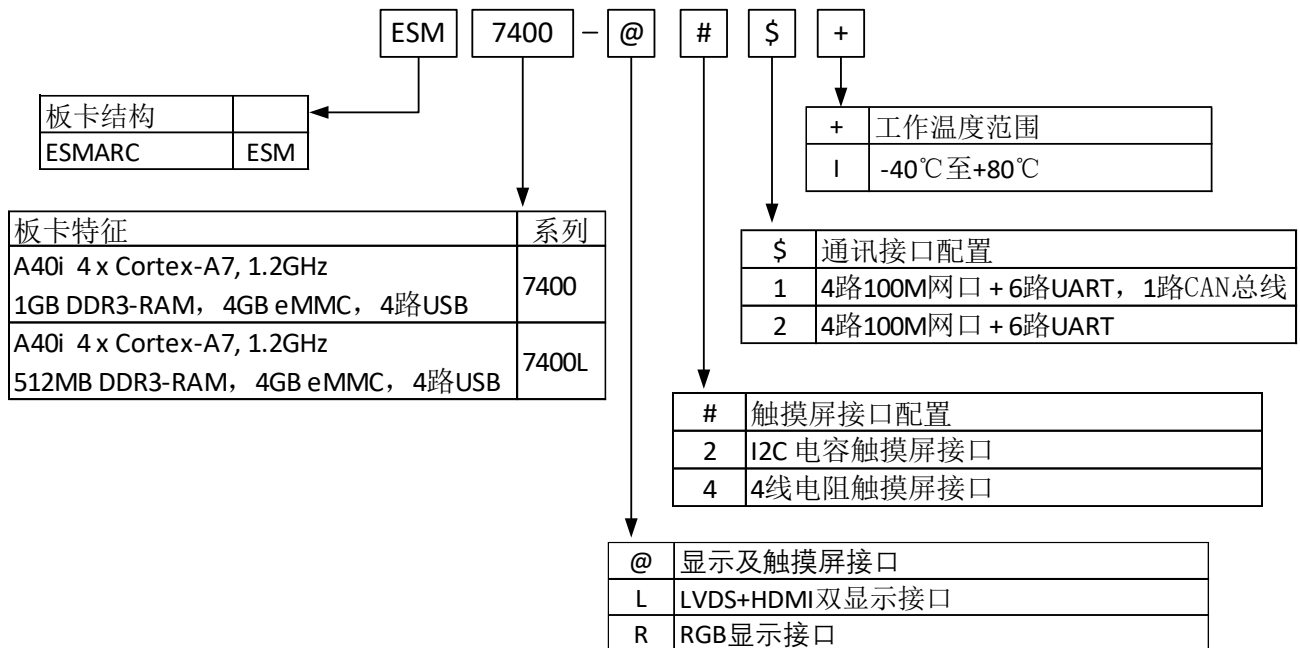 ESM 7400 - @ # $ +
板卡结构
ESMARC ESM
+ 工作温度范围
I -40℃至+80℃
板卡特征 系列
A40i 4 x Cortex-A7, 1.2GHz
1GB DDR3-RAM，4GB eMMC，4路USB
7400
A40i 4 x Cortex-A7, 1.2GHz
512MB DDR3-RAM，4GB eMMC，4路USB
7400L
$ 通讯接口配置
1 4路100M网口 + 6路UART，1路CAN总线
2 4路100M网口 + 6路UART
# 触摸屏接口配置
2 I2C 电容触摸屏接口
4 4线电阻触摸屏接口
@ 显示及触摸屏接口
L LVDS+HDMI双显示接口
R RGB显示接口